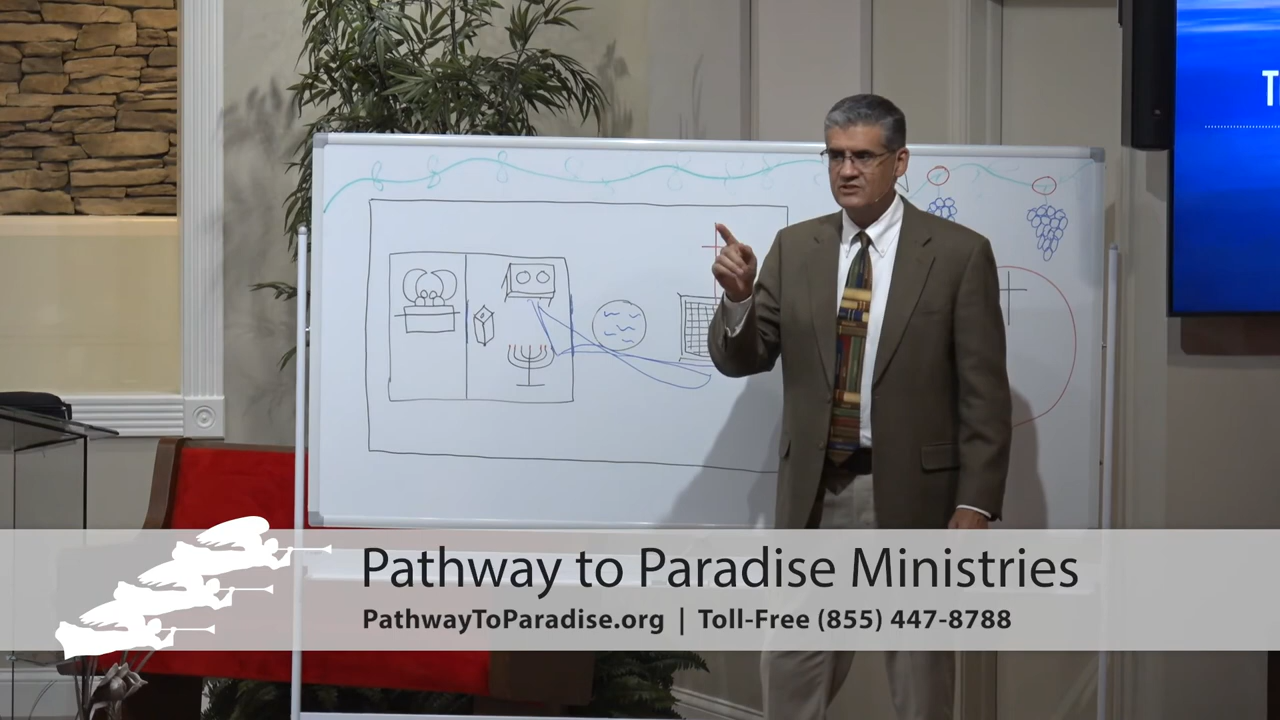 T
Pathway to Paradise Ministries
PathwayToParadise.org | Toll-Free (855) 447-8788